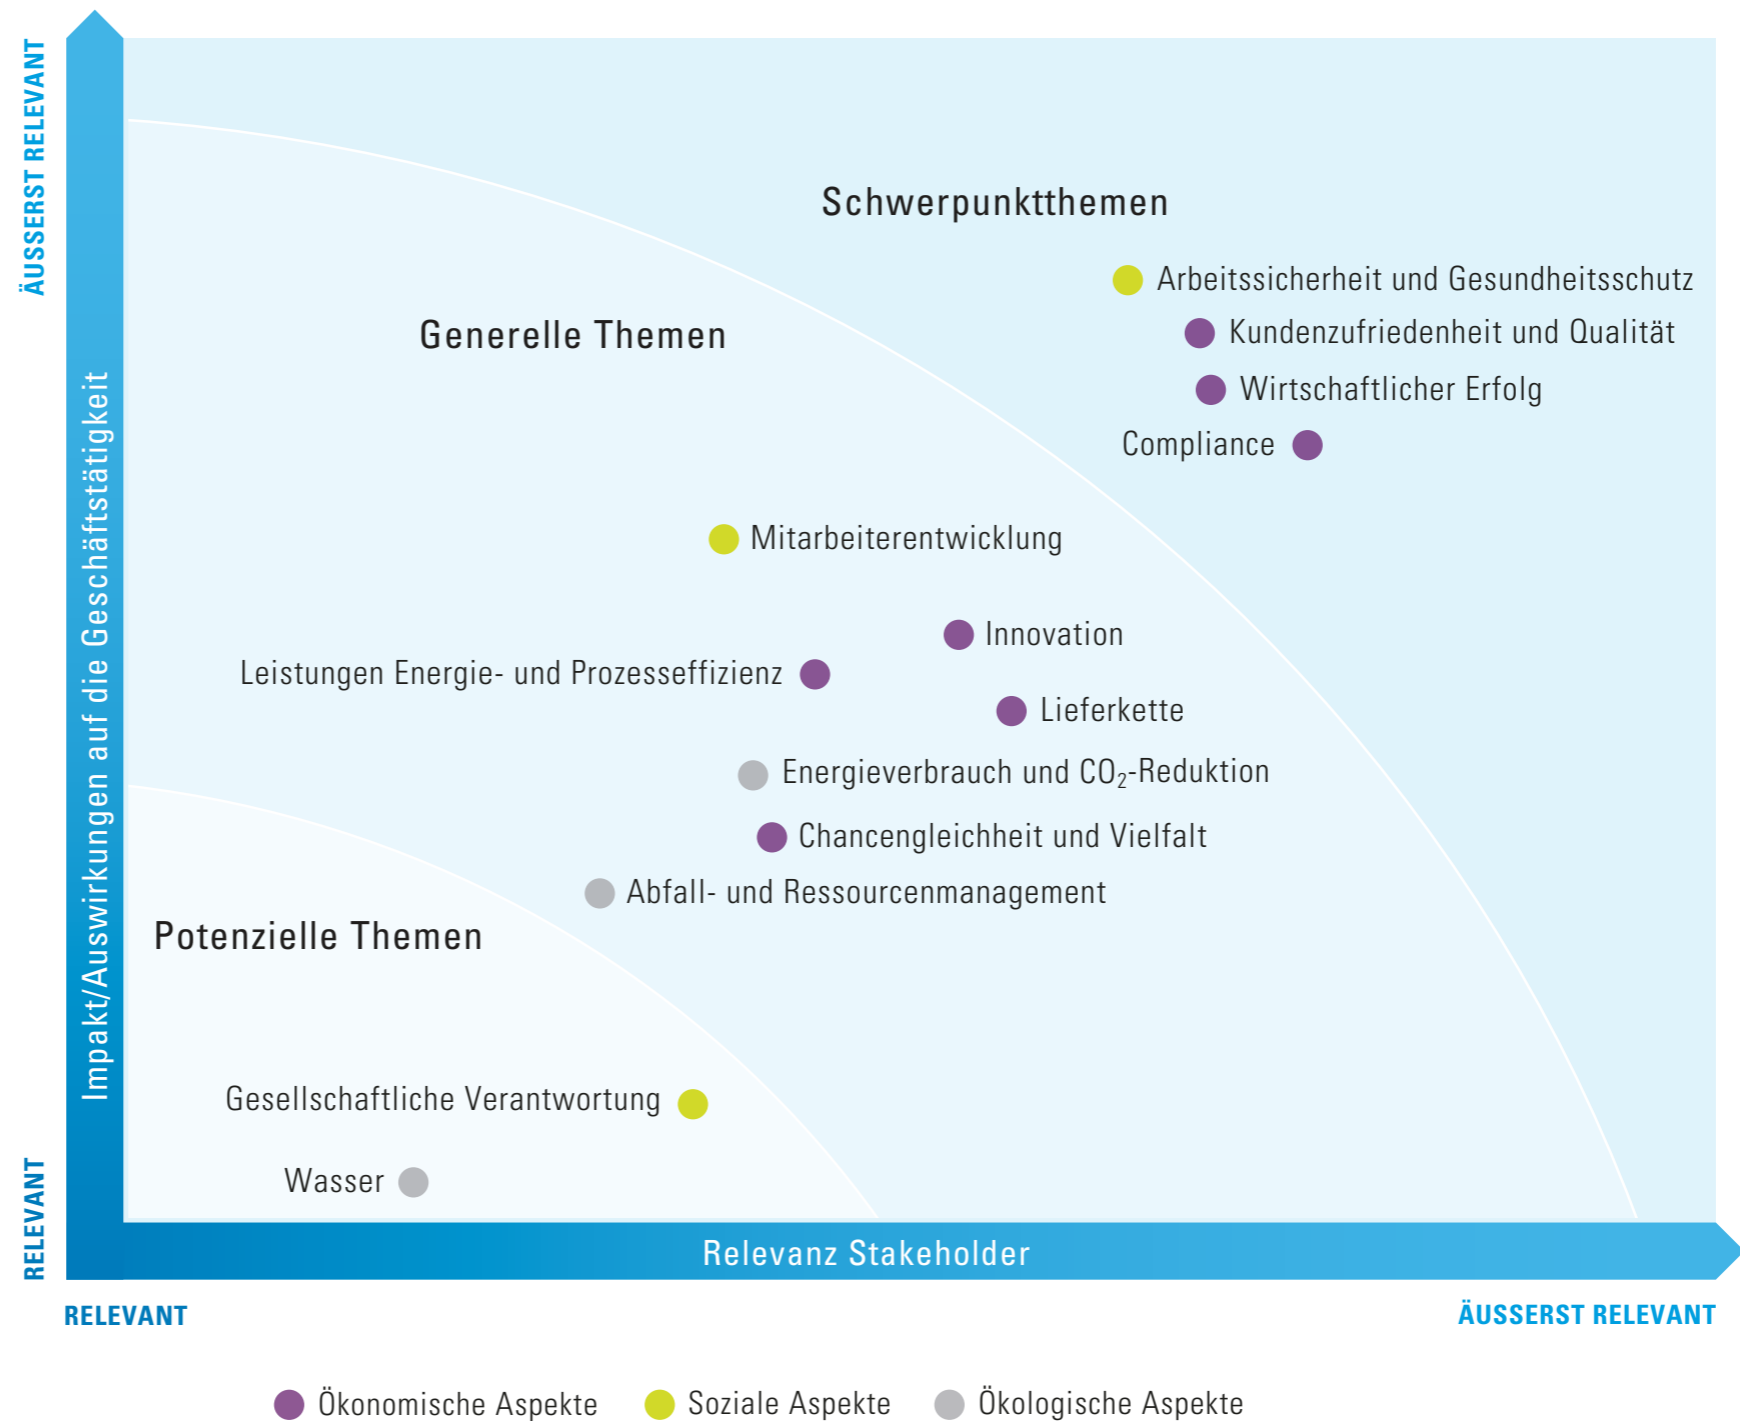 ÄUSSERST RELEVANT
Schwerpunktthemen
Arbeitssicherheit und Gesundheitsschutz
Generelle Themen
Kundenzufriedenheit und Qualität
Wirtschaftlicher Erfolg
Compliance
Impakt/Auswirkungen auf die Geschäftstätigkeit
Mitarbeiterentwicklung
Innovation
Leistungen Energie- und Prozesseffizienz
Lieferkette
Energieverbrauch und CO₂-Reduktion
Chancengleichheit und Vielfalt
Abfall- und Ressourcenmanagement
Potenzielle Themen
Gesellschaftliche Verantwortung
Wasser
RELEVANT
Relevanz Stakeholder
RELEVANT
ÄUSSERST RELEVANT
Ökonomische Aspekte
Soziale Aspekte
Ökologische Aspekte